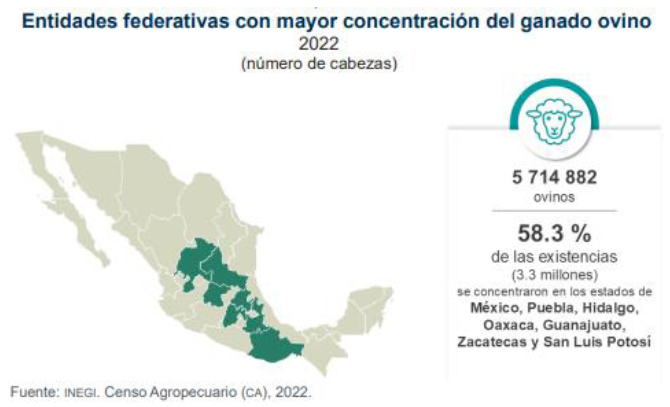 Entidades federativas con mayor concentración del ganado ovino
2022
(número de cabezas)
5 714 882
ovinos
58.3 %
de las existencias
(3.3 millones)
se concentraron en los estados de
México, Puebla, Hidalgo,
Oaxaca, Guanajuato,
Zacatecas y San Luis Potosí
Fuente: INEGI. Censo Agropecuario (CA), 2022.